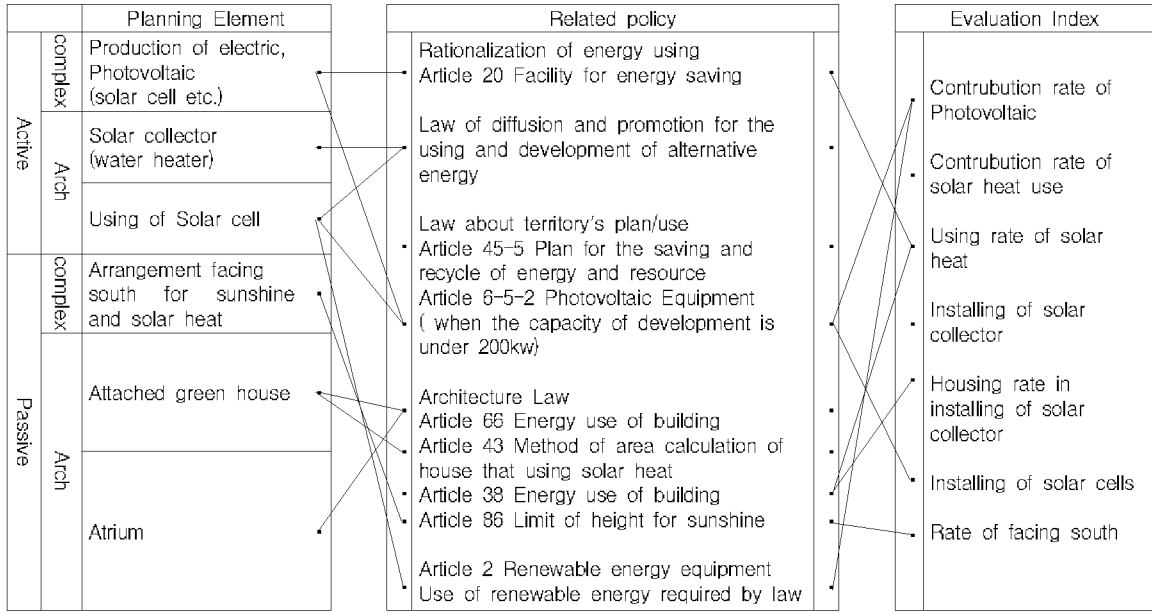 Planning Element
Active
complex
Production of electric,
Photovoltaic
(solar cell etc.)
Arch
Solar collector
(water heater)
Using of Solar cell
Passive
complex
Arrangement facing
south for sunshine
and solar heat
Arch
Attached green house
Atrium
Related policy
Rationalization of energy using
Article 20 Facility for energy saving
Law of diffusion and promotion for the
using and development of alternative
energy
Law about territory's plan/use
Article 45-5 Plan for the saving and
recycle of energy and resource
Article 6-5-2 Photovoltaic Equipment
( when the capacity of development is
under 200kw)
Architecture Law
Article 66 Energy use of building
Article 43 Method of area calculation of
house that using solar heat
Article 38 Energy use of building
Article 86 Limit of height for sunshine
Article 2 Renewable energy equipment
Use of renewable energy required by law
Evaluation Index
Contrubution rate of
Photovoltaic
Contrubution rate of
solar heat use
Using rate of solar
heat
Installing of solar
collector
Housing rate in
installing of solar
collector
Installing of solar cells
Rate of facing south